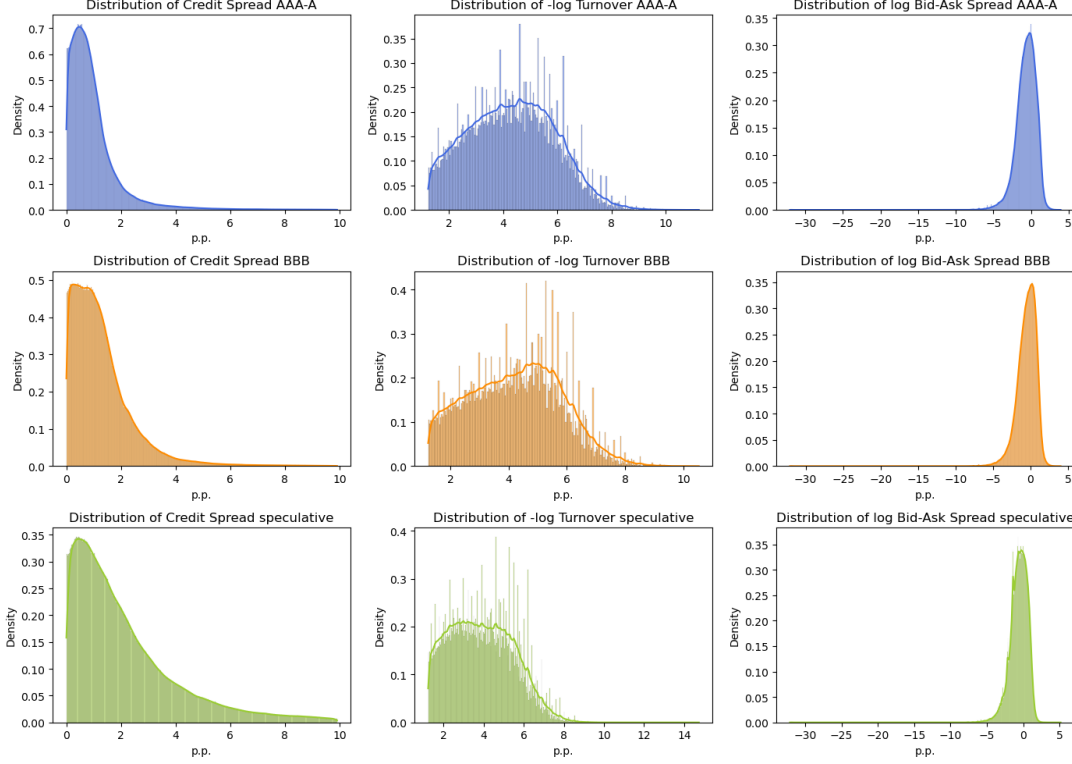 Distribution of Credit Spread AAA-A
Distribution of -log Turnover AAA-A
Distribution of log Bid-Ask Spread AAA-A
Density
0.7
0.6
0.5
0.4
0.3
0.2
0.1
0.0
0 2 4 6 8 10
p.p.
Density
0.35
0.30
0.25
0.20
0.15
0.10
0.05
0.00
2 4 6 8 10
p.p.
Density
0.35
0.30
0.25
0.20
0.15
0.10
0.05
0.00
−30 −25 −20 −15 −10 −5 0 5
p.p.
Distribution of Credit Spread BBB
Distribution of -log Turnover BBB
Distribution of log Bid-Ask Spread BBB
Density
0.5
0.4
0.3
0.2
0.1
0.0
0 2 4 6 8 10
p.p.
Density
0.4
0.3
0.2
0.1
0.0
2 4 6 8 10
p.p.
Density
0.35
0.30
0.25
0.20
0.15
0.10
0.05
0.00
−30 −25 −20 −15 −10 −5 0 5
p.p.
Distribution of Credit Spread speculative
Distribution of -log Turnover speculative
Distribution of log Bid-Ask Spread speculative
Density
0.35
0.30
0.25
0.20
0.15
0.10
0.05
0.00
0 2 4 6 8 10
p.p.
Density
0.4
0.3
0.2
0.1
0.0
2 4 6 8 10 12 14
p.p.
Density
0.35
0.30
0.25
0.20
0.15
0.10
0.05
0.00
−30 −25 −20 −15 −10 −5 0 5
p.p.